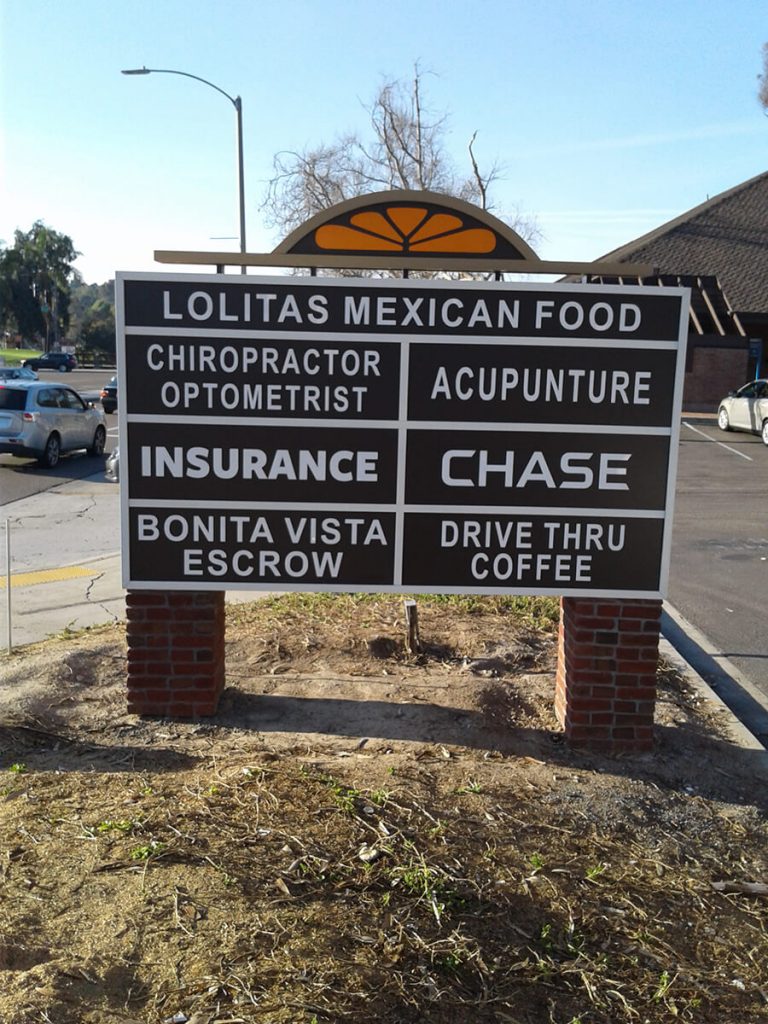 LOLITAS MEXICAN FOOD
CHIROPRACTOR
OPTOMETRIST
ACUPUNTURE
INSURANCE
CHASE
BONITA VISTA
ESCROW
DRIVE THRU
COFFEE